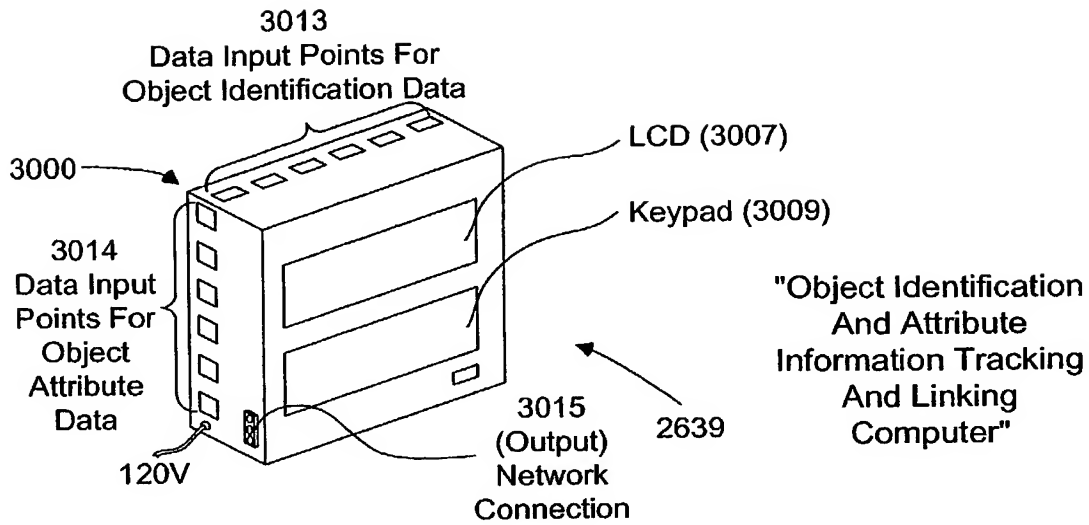 3013
Data Input Points For
Object Identification Data
LCD (3007)
3000
Keypad (3009)
3014
Data Input
Points For
Object
Attribute
Data
"Object Identification
And Attribute
Information Tracking
And Linking
Computer"
3015
(Output)
Network
Connection
2639
120V